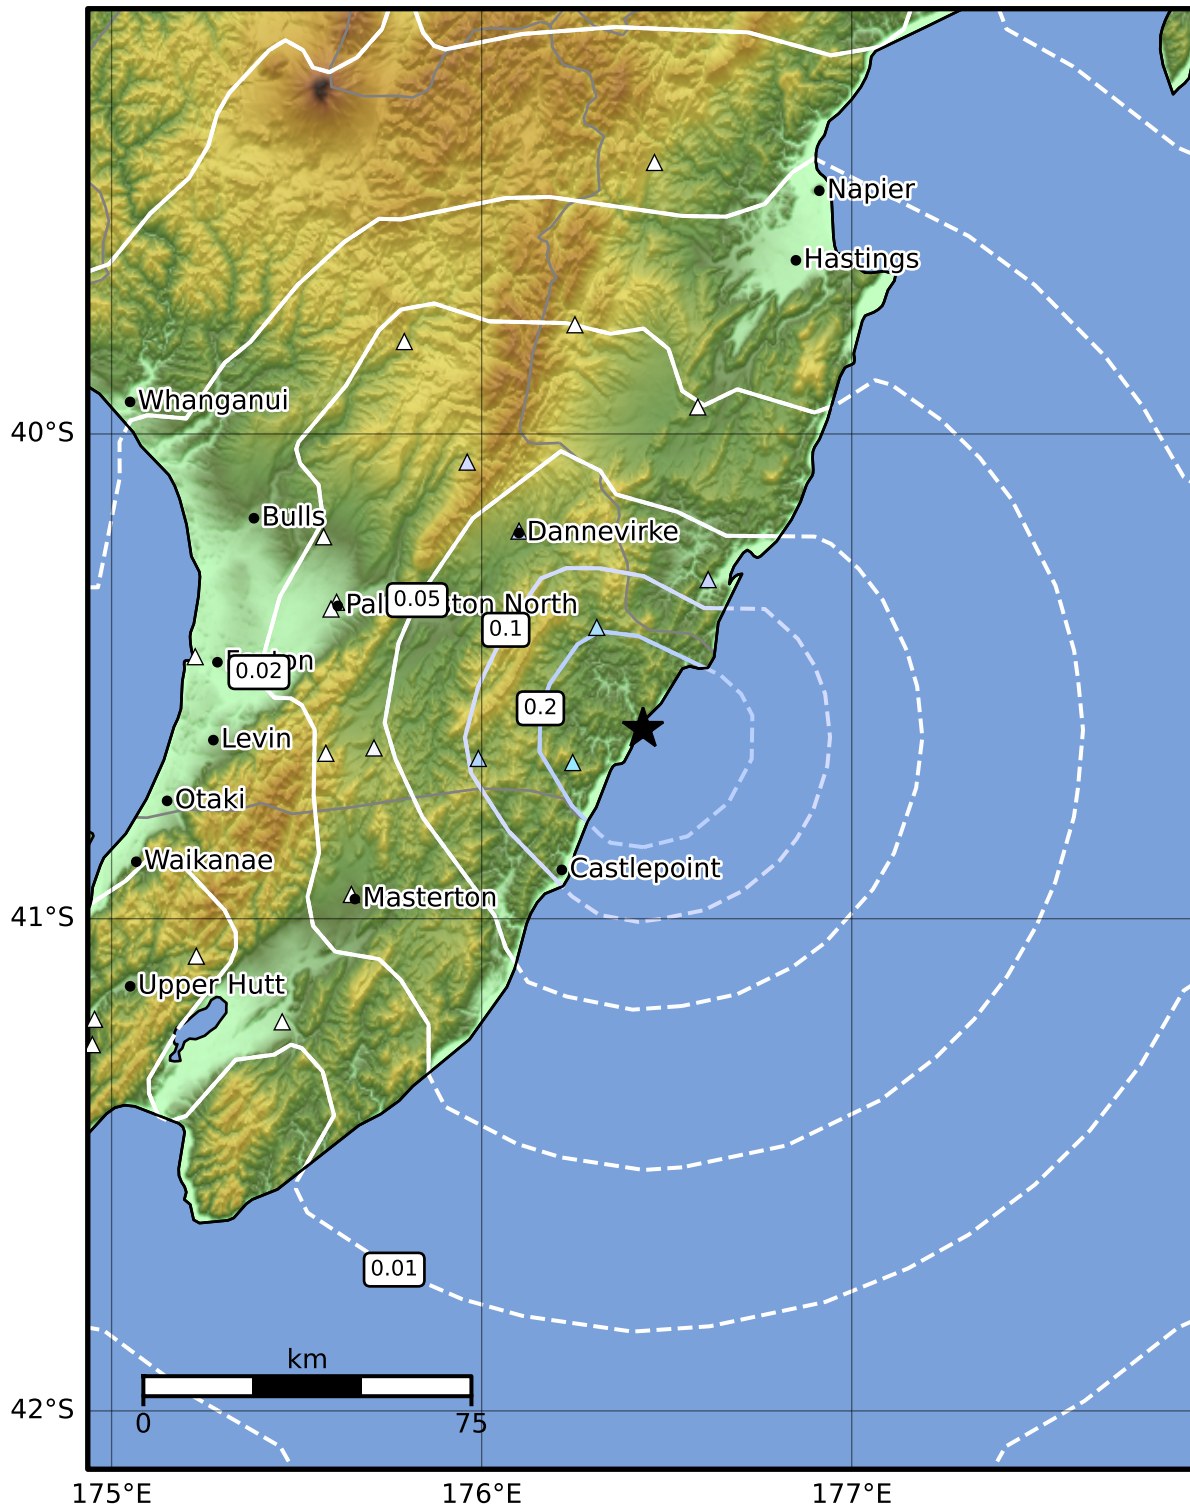 Napier
Hastings
Whanganui
40°S
Bulls
Dannevirke
0.05
0.1
0.02
0.2
Levin
Otaki
Waikanae
Castlepoint
Masterton
41°S
Upper Hutt
0.01
km
0 75
42°S
175°E 176°E 177°E
North